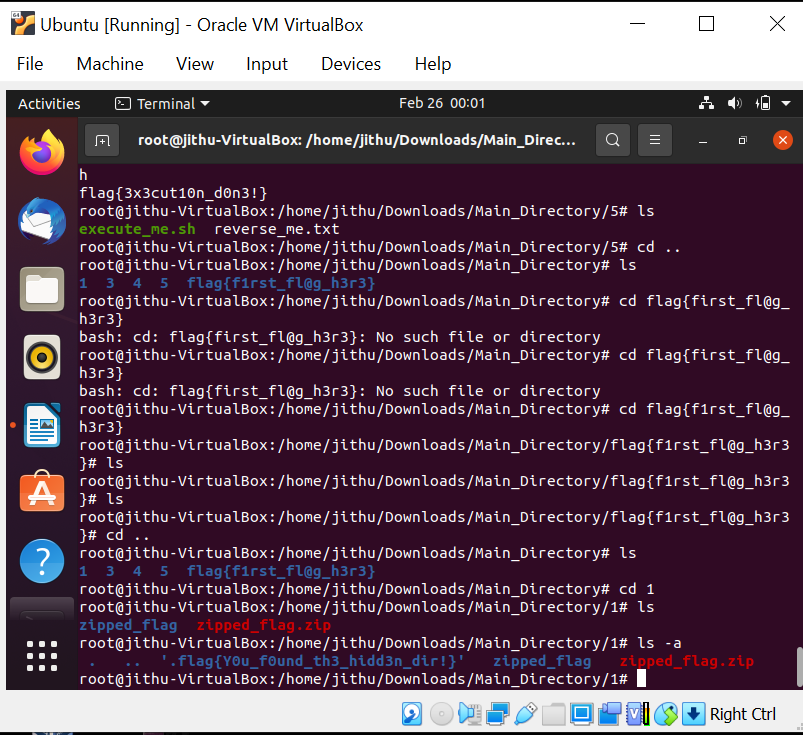 Ubuntu [Running] - Oracle VM VirtualBox
File Machine View Input Devices Help
Activities Terminal Feb 26 00:01
root@jithu-VirtualBox: /home/jithu/Downloads/Main_Direc...
h
flag{3x3cut10n_d0n3!}
root@jithu-VirtualBox:/home/jithu/Downloads/Main_Directory/5# ls
execute_me.sh reverse_me.txt
root@jithu-VirtualBox:/home/jithu/Downloads/Main_Directory/5# cd ..
root@jithu-VirtualBox:/home/jithu/Downloads/Main_Directory# ls
1 3 4 5 flag{f1rst_fl@g_h3r3}
root@jithu-VirtualBox:/home/jithu/Downloads/Main_Directory# cd flag{first_fl@g_
h3r3}
bash: cd: flag{first_fl@g_h3r3}: No such file or directory
root@jithu-VirtualBox:/home/jithu/Downloads/Main_Directory# cd flag{first_fl@g_
h3r3}
bash: cd: flag{first_fl@g_h3r3}: No such file or directory
root@jithu-VirtualBox:/home/jithu/Downloads/Main_Directory# cd flag{f1rst_fl@g_
h3r3}
root@jithu-VirtualBox:/home/jithu/Downloads/Main_Directory/flag{f1rst_fl@g_h3r3
}# ls
root@jithu-VirtualBox:/home/jithu/Downloads/Main_Directory/flag{f1rst_fl@g_h3r3
}# ls
root@jithu-VirtualBox:/home/jithu/Downloads/Main_Directory/flag{f1rst_fl@g_h3r3
}# cd ..
root@jithu-VirtualBox:/home/jithu/Downloads/Main_Directory# ls
1 3 4 5 flag{f1rst_fl@g_h3r3}
root@jithu-VirtualBox:/home/jithu/Downloads/Main_Directory# cd 1
root@jithu-VirtualBox:/home/jithu/Downloads/Main_Directory/1# ls
zipped_flag zipped_flag.zip
root@jithu-VirtualBox:/home/jithu/Downloads/Main_Directory/1# ls -a
. .. '.flag{Y0u_f0und_th3_hidd3n_dir!}' zipped_flag zipped_flag.zip
root@jithu-VirtualBox:/home/jithu/Downloads/Main_Directory/1#
Right Ctrl